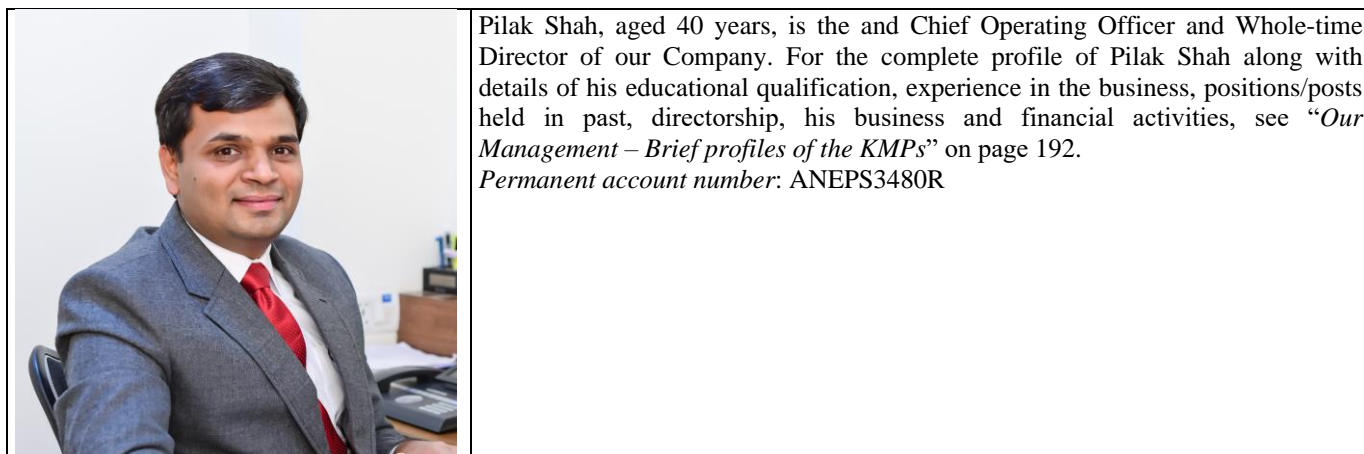 Pilak Shah, aged 40 years, is the and Chief Operating Officer and Whole-time
Director of our Company. For the complete profile of Pilak Shah along with
details of his educational qualification, experience in the business, positions/posts
held in past, directorship, his business and financial activities, see “Our
Management – Brief profiles of the KMPs” on page 192.
Permanent account number: ANEPS3480R